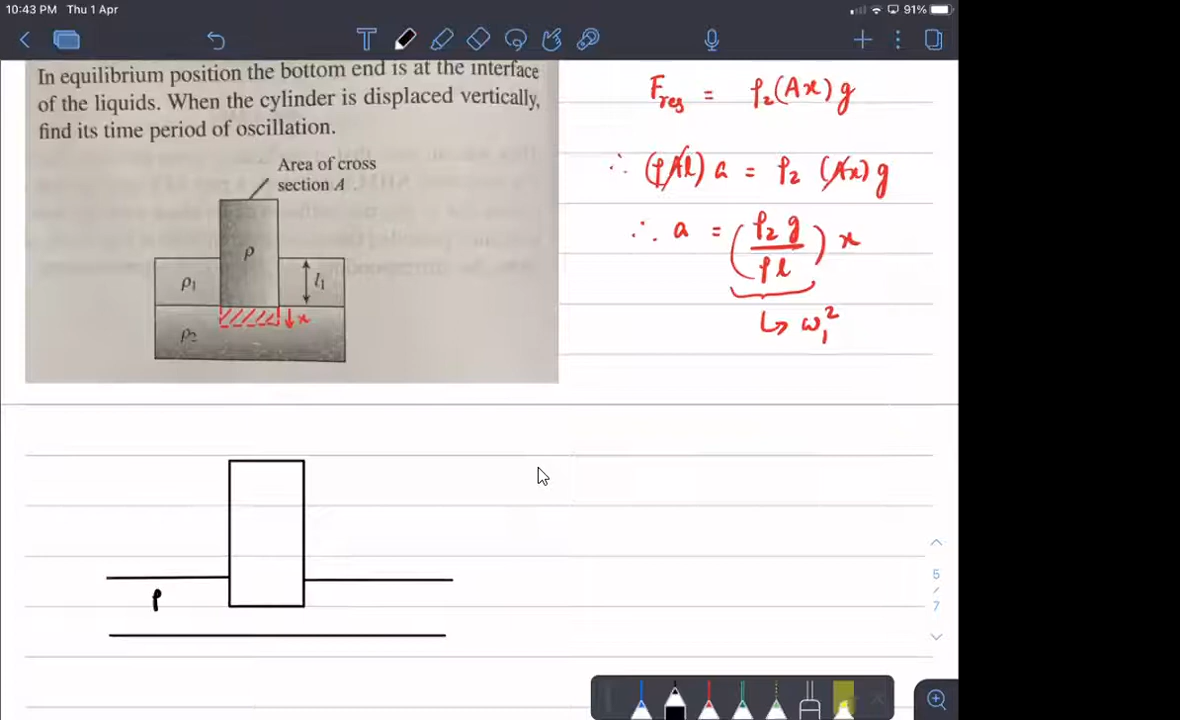 10:43 PM Thu 1 Apr
91%
In equilibrium position the bottom end is at the interface
of the liquids. When the cylinder is displaced vertically,
find its time period of oscillation.
Area of cross
section A
ρ
ρ₁
l₁
x
ρ₂
F_res = ρ₂(Ax)g
∴ (ρAl) a = ρ₂ (Ax)g
∴ a = (ρ₂g/ρl) x
↳ ω₁²
ρ
5
/
7